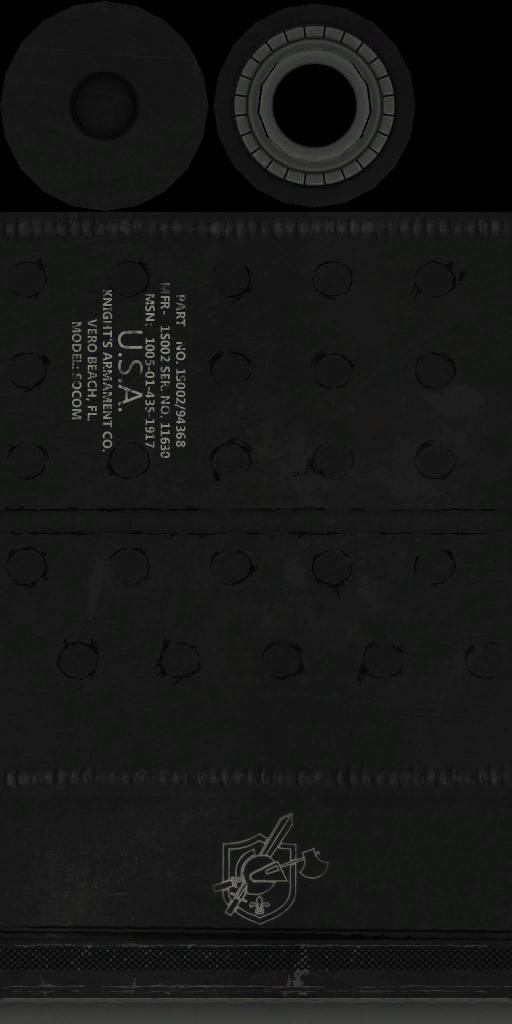 PART NO. 15002/94368
MFR- 15002 SER. NO. 11630
MSN: 1005-01-435-1917
U.S.A.
KNIGHT'S ARMAMENT CO.
VERO BEACH, FL.
MODEL: SOCOM